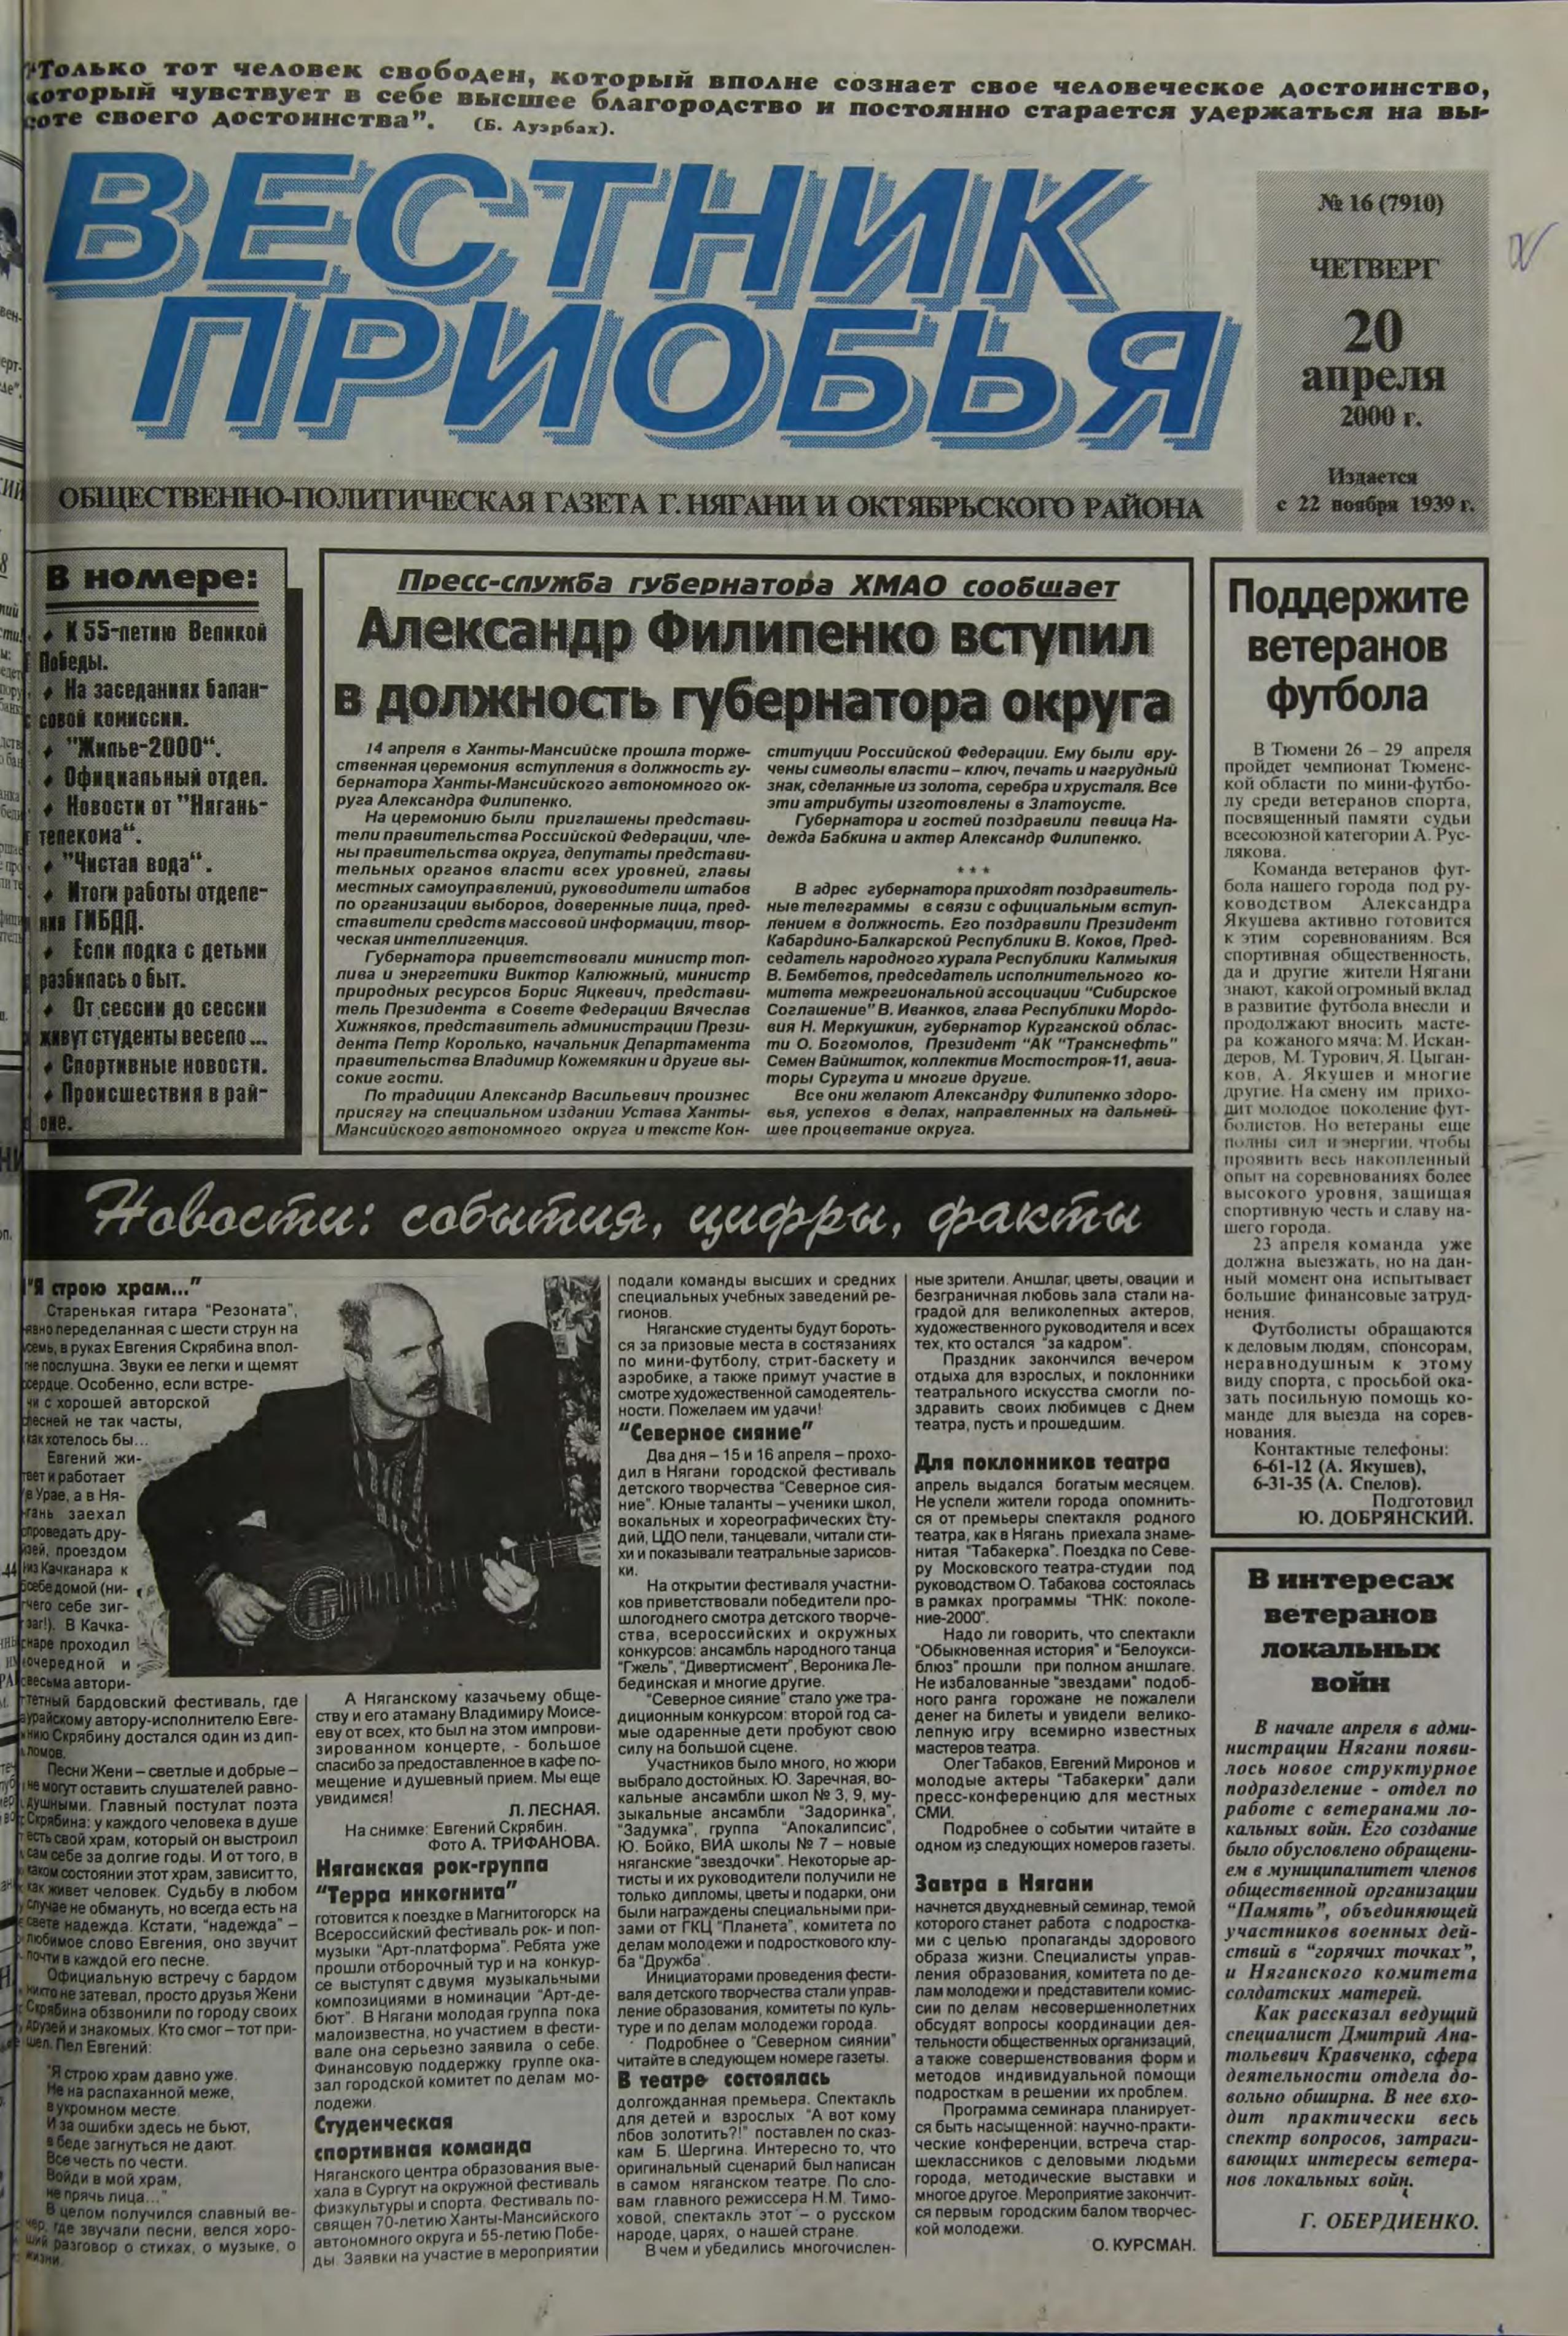 "Только тот человек свободен, который вполне сознает свое человеческое достоинство,
который чувствует в себе высшее благородство и постоянно старается удержаться на вы-
соте своего достоинства". (Б. Ауэрбах).
ВЕСТНИК
ПРИОБЬЯ
№ 16 (7910)
ЧЕТВЕРГ
20
апреля
2000 г.
Издается
с 22 ноября 1939 г.
ОБЩЕСТВЕННО-ПОЛИТИЧЕСКАЯ ГАЗЕТА Г. НЯГАНИ И ОКТЯБРЬСКОГО РАЙОНА
В номере:
♦ К 55-летию Великой
Победы.
♦ На заседаниях балан-
совой комиссии.
♦ "Жилье-2000".
♦ Официальный отдел.
♦ Новости от "Нягань-
телекома".
♦ "Чистая вода".
♦ Итоги работы отделе-
ния ГИБДД.
♦ Если лодка с детьми
разбилась о быт.
♦ От сессии до сессии
живут студенты весело...
♦ Спортивные новости.
♦ Происшествия в рай-
оне.
Пресс-служба губернатора ХМАО сообщает
Александр Филипенко вступил
в должность губернатора округа
14 апреля в Ханты-Мансийске прошла торже-
ственная церемония вступления в должность гу-
бернатора Ханты-Мансийского автономного ок-
руга Александра Филипенко.
На церемонию были приглашены представи-
тели правительства Российской Федерации, чле-
ны правительства округа, депутаты представи-
тельных органов власти всех уровней, главы
местных самоуправлений, руководители штабов
по организации выборов, доверенные лица, пред-
ставители средств массовой информации, твор-
ческая интеллигенция.
Губернатора приветствовали министр топ-
лива и энергетики Виктор Калюжный, министр
природных ресурсов Борис Яцкевич, представи-
тель Президента в Совете Федерации Вячеслав
Хижняков, представитель администрации Прези-
дента Петр Королько, начальник Департамента
правительства Владимир Кожемякин и другие вы-
сокие гости.
По традиции Александр Васильевич произнес
присягу на специальном издании Устава Ханты-
Мансийского автономного округа и тексте Кон-
ституции Российской Федерации. Ему были вру-
чены символы власти – ключ, печать и нагрудный
знак, сделанные из золота, серебра и хрусталя. Все
эти атрибуты изготовлены в Златоусте.
Губернатора и гостей поздравили певица На-
дежда Бабкина и актер Александр Филипенко.
* * *
В адрес губернатора приходят поздравитель-
ные телеграммы в связи с официальным вступ-
лением в должность. Его поздравили Президент
Кабардино-Балкарской Республики В. Коков, Пред-
седатель народного хурала Республики Калмыкия
В. Бембетов, председатель исполнительного ко-
митета межрегиональной ассоциации "Сибирское
Соглашение" В. Иванков, глава Республики Мордо-
вия Н. Меркушкин, губернатор Курганской облас-
ти О. Богомолов, Президент "АК "Транснефть"
Семен Вайншток, коллектив Мостостроя-11, авиа-
торы Сургута и многие другие.
Все они желают Александру Филипенко здоро-
вья, успехов в делах, направленных на дальней-
шее процветание округа.
Поддержите
ветеранов
футбола
В Тюмени 26 – 29 апреля
пройдет чемпионат Тюменс-
кой области по мини-футбо-
лу среди ветеранов спорта,
посвященный памяти судьи
всесоюзной категории А. Рус-
лякова.
Команда ветеранов фут-
бола нашего города под ру-
ководством Александра
Якушева активно готовится
к этим соревнованиям. Вся
спортивная общественность,
да и другие жители Нягани
знают, какой огромный вклад
в развитие футбола внесли и
продолжают вносить масте-
ра кожаного мяча: М. Искан-
деров, М. Турович, Я. Цыган-
ков, А. Якушев и многие
другие. На смену им прихо-
дит молодое поколение фут-
болистов. Но ветераны еще
полны сил и энергии, чтобы
проявить весь накопленный
опыт на соревнованиях более
высокого уровня, защищая
спортивную честь и славу на-
шего города.
23 апреля команда уже
должна выезжать, но на дан-
ный момент она испытывает
большие финансовые затруд-
нения.
Футболисты обращаются
к деловым людям, спонсорам,
неравнодушным к этому
виду спорта, с просьбой ока-
зать посильную помощь ко-
манде для выезда на сорев-
нования.
Контактные телефоны:
6-61-12 (А. Якушев),
6-31-35 (А. Спелов).
Подготовил
Ю. ДОБРЯНСКИЙ.
Новости: события, цифры, факты
"Я строю храм..."
Старенькая гитара "Резоната",
явно переделанная с шести струн на
семь, в руках Евгения Скрябина впол-
не послушна. Звуки ее легки и щемят
сердце. Особенно, если встре-
чи с хорошей авторской
песней не так часты,
как хотелось бы...
Евгений жи-
вет и работает
в Урае, а в Ня-
гань заехал
проведать дру-
зей, проездом
из Качканара к
себе домой (ни-
чего себе зиг-
заг!). В Качка-
наре проходил
очередной и
весьма автори-
тетный бардовский фестиваль, где
урайскому автору-исполнителю Евге-
нию Скрябину достался один из дип-
ломов.
Песни Жени – светлые и добрые –
не могут оставить слушателей равно-
душными. Главный постулат поэта
Скрябина: у каждого человека в душе
есть свой храм, который он выстроил
сам себе за долгие годы. И от того, в
каком состоянии этот храм, зависит то,
как живет человек. Судьбу в любом
случае не обмануть, но всегда есть на
свете надежда. Кстати, "надежда" –
любимое слово Евгения, оно звучит
почти в каждой его песне.
Официальную встречу с бардом
никто не затевал, просто друзья Жени
Скрябина обзвонили по городу своих
друзей и знакомых. Кто смог – тот при-
шел. Пел Евгений:
"Я строю храм давно уже.
Не на распаханной меже,
в укромном месте.
И за ошибки здесь не бьют,
в беде загнуться не дают.
Все честь по чести.
Войди в мой храм,
не прячь лица..."
В целом получился славный ве-
чер, где звучали песни, велся хоро-
ший разговор о стихах, о музыке, о
жизни.
А Няганскому казачьему обще-
ству и его атаману Владимиру Моисе-
еву от всех, кто был на этом импрови-
зированном концерте, - большое
спасибо за предоставленное в кафе по-
мещение и душевный прием. Мы еще
увидимся!
Л. ЛЕСНАЯ.
На снимке: Евгений Скрябин.
Фото А. ТРИФАНОВА.
Няганская рок-группа
"Терра инкогнита"
готовится к поездке в Магнитогорск на
Всероссийский фестиваль рок- и поп-
музыки "Арт-платформа". Ребята уже
прошли отборочный тур и на конкур-
се выступят с двумя музыкальными
композициями в номинации "Арт-де-
бют". В Нягани молодая группа пока
малоизвестна, но участием в фести-
вале она серьезно заявила о себе.
Финансовую поддержку группе ока-
зал городской комитет по делам мо-
лодежи.
Студенческая
спортивная команда
Няганского центра образования вые-
хала в Сургут на окружной фестиваль
физкультуры и спорта. Фестиваль по-
священ 70-летию Ханты-Мансийского
автономного округа и 55-летию Побе-
ды. Заявки на участие в мероприятии
подали команды высших и средних
специальных учебных заведений ре-
гионов.
Няганские студенты будут бороть-
ся за призовые места в состязаниях
по мини-футболу, стрит-баскету и
аэробике, а также примут участие в
смотре художественной самодеятель-
ности. Пожелаем им удачи!
"Северное сияние"
Два дня – 15 и 16 апреля – прохо-
дил в Нягани городской фестиваль
детского творчества "Северное сия-
ние". Юные таланты – ученики школ,
вокальных и хореографических сту-
дий, ЦДО пели, танцевали, читали сти-
хи и показывали театральные зарисов-
ки.
На открытии фестиваля участни-
ков приветствовали победители про-
шлогоднего смотра детского творче-
ства, всероссийских и окружных
конкурсов: ансамбль народного танца
"Гжель", "Дивертисмент", Вероника Ле-
бединская и многие другие.
"Северное сияние" стало уже тра-
диционным конкурсом: второй год са-
мые одаренные дети пробуют свою
силу на большой сцене.
Участников было много, но жюри
выбрало достойных. Ю. Заречная, во-
кальные ансамбли школ № 3, 9, му-
зыкальные ансамбли "Задоринка",
"Задумка", группа "Апокалипсис",
Ю. Бойко, ВИА школы № 7 – новые
няганские "звездочки". Некоторые ар-
тисты и их руководители получили не
только дипломы, цветы и подарки, они
были награждены специальными при-
зами от ГКЦ "Планета", комитета по
делам молодежи и подросткового клу-
ба "Дружба".
Инициаторами проведения фести-
валя детского творчества стали управ-
ление образования, комитеты по куль-
туре и по делам молодежи города.
Подробнее о "Северном сиянии"
читайте в следующем номере газеты.
В театре состоялась
долгожданная премьера. Спектакль
для детей и взрослых "А вот кому
лбов золотить?!" поставлен по сказ-
кам Б. Шергина. Интересно то, что
оригинальный сценарий был написан
в самом няганском театре. По сло-
вам главного режиссера Н.М. Тимо-
ховой, спектакль этот – о русском
народе, царях, о нашей стране.
В чем и убедились многочислен-
ные зрители. Аншлаг, цветы, овации и
безграничная любовь зала стали на-
градой для великолепных актеров,
художественного руководителя и всех
тех, кто остался "за кадром".
Праздник закончился вечером
отдыха для взрослых, и поклонники
театрального искусства смогли по-
здравить своих любимцев с Днем
театра, пусть и прошедшим.
Для поклонников театра
апрель выдался богатым месяцем.
Не успели жители города опомнить-
ся от премьеры спектакля родного
театра, как в Нягань приехала знаме-
нитая "Табакерка". Поездка по Севе-
ру Московского театра-студии под
руководством О. Табакова состоялась
в рамках программы "ТНК: поколе-
ние-2000".
Надо ли говорить, что спектакли
"Обыкновенная история" и "Белоукси-
блюз" прошли при полном аншлаге.
Не избалованные "звездами" подоб-
ного ранга горожане не пожалели
денег на билеты и увидели велико-
лепную игру всемирно известных
мастеров театра.
Олег Табаков, Евгений Миронов и
молодые актеры "Табакерки" дали
пресс-конференцию для местных
СМИ.
Подробнее о событии читайте в
одном из следующих номеров газеты.
Завтра в Нягани
начнется двухдневный семинар, темой
которого станет работа с подростка-
ми с целью пропаганды здорового
образа жизни. Специалисты управ-
ления образования, комитета по де-
лам молодежи и представители комис-
сии по делам несовершеннолетних
обсудят вопросы координации дея-
тельности общественных организаций,
а также совершенствования форм и
методов индивидуальной помощи
подросткам в решении их проблем.
Программа семинара планирует-
ся быть насыщенной: научно-практи-
ческие конференции, встреча стар-
шеклассников с деловыми людьми
города, методические выставки и
многое другое. Мероприятие закончит-
ся первым городским балом творчес-
кой молодежи.
О. КУРСМАН.
В интересах
ветеранов
локальных
войн
В начале апреля в адми-
нистрации Нягани появи-
лось новое структурное
подразделение - отдел по
работе с ветеранами ло-
кальных войн. Его создание
было обусловлено обращени-
ем в муниципалитет членов
общественной организации
"Память", объединяющей
участников военных дей-
ствий в "горячих точках",
и Няганского комитета
солдатских матерей.
Как рассказал ведущий
специалист Дмитрий Ана-
тольевич Кравченко, сфера
деятельности отдела до-
вольно обширна. В нее вхо-
дит практически весь
спектр вопросов, затраги-
вающих интересы ветера-
нов локальных войн.
Г. ОБЕРДИЕНКО.